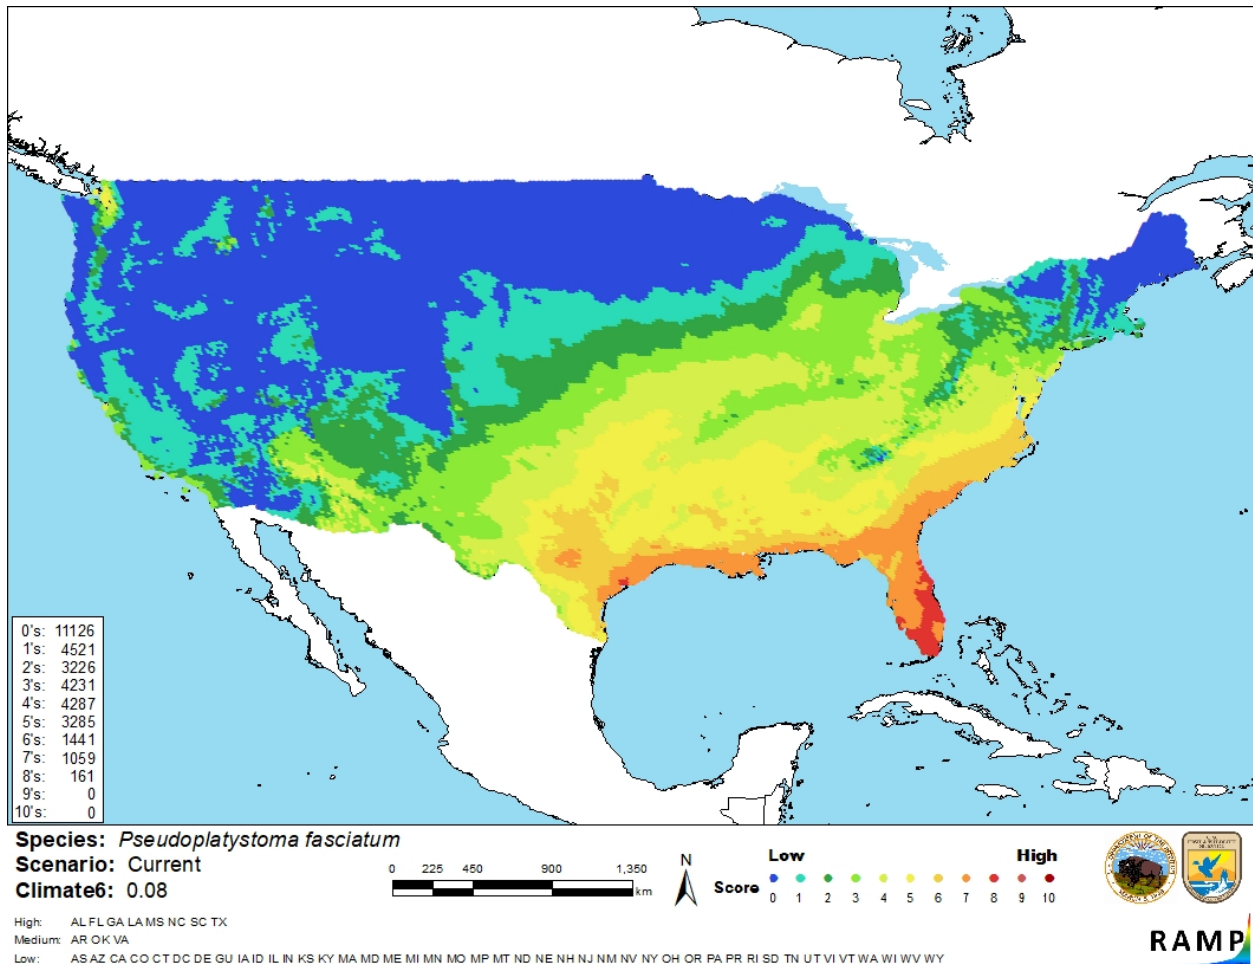 0's: 11126
1's: 4521
2's: 3226
3's: 4231
4's: 4287
5's: 3285
6's: 1441
7's: 1059
8's: 161
9's: 0
10's: 0
Species: Pseudoplatystoma fasciatum
Scenario: Current
Climate6: 0.08
0 225 450 900 1,350
km
N
Low High
Score
0 1 2 3 4 5 6 7 8 9 10
High: AL FL GA LA MS NC SC TX
Medium: AR OK VA
Low: AS AZ CA CO CT DC DE GU IA ID IL IN KS KY MA MD ME MI MN MO MP MT ND NE NH NJ NM NV NY OH OR PA PR RI SD TN UT VI VT WA WI WV WY
RAMP